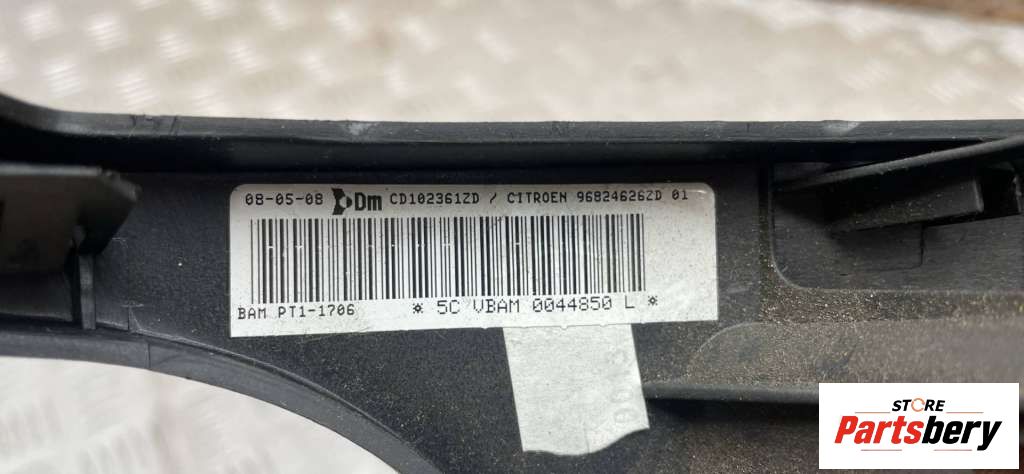 08-05-08 Dm CD102361ZD / CITROEN 96824626ZD 01
BAM PT1-1706 * 5C VBAM 0044850 L *
STORE
Partsbery